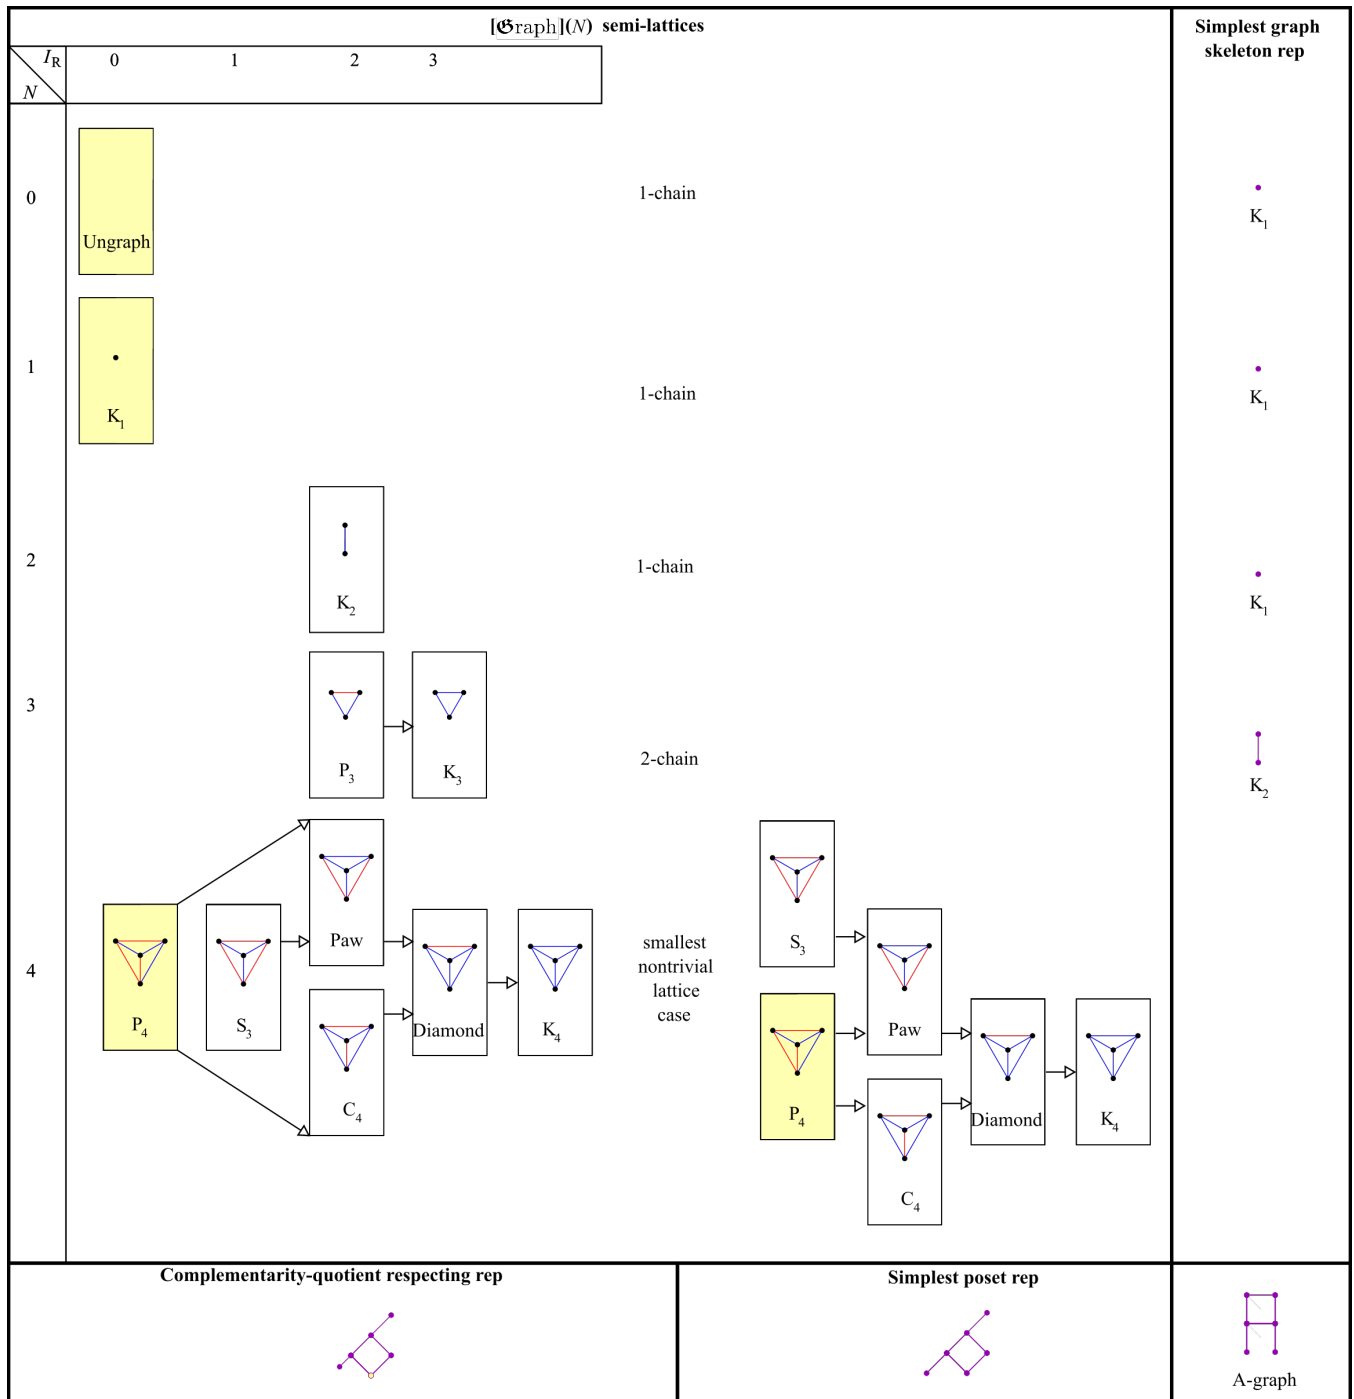 [𝕲raph](N) semi-lattices
Simplest graph
skeleton rep
I_R 0 1 2 3
N
0
Ungraph
1-chain
K_1
1
K_1
1-chain
K_1
2
K_2
1-chain
K_1
3
P_3 K_3
2-chain
K_2
4
P_4
S_3
Paw
C_4
Diamond
K_4
smallest
nontrivial
lattice
case
S_3
P_4
Paw
C_4
Diamond
K_4
Complementarity-quotient respecting rep
Simplest poset rep
A-graph